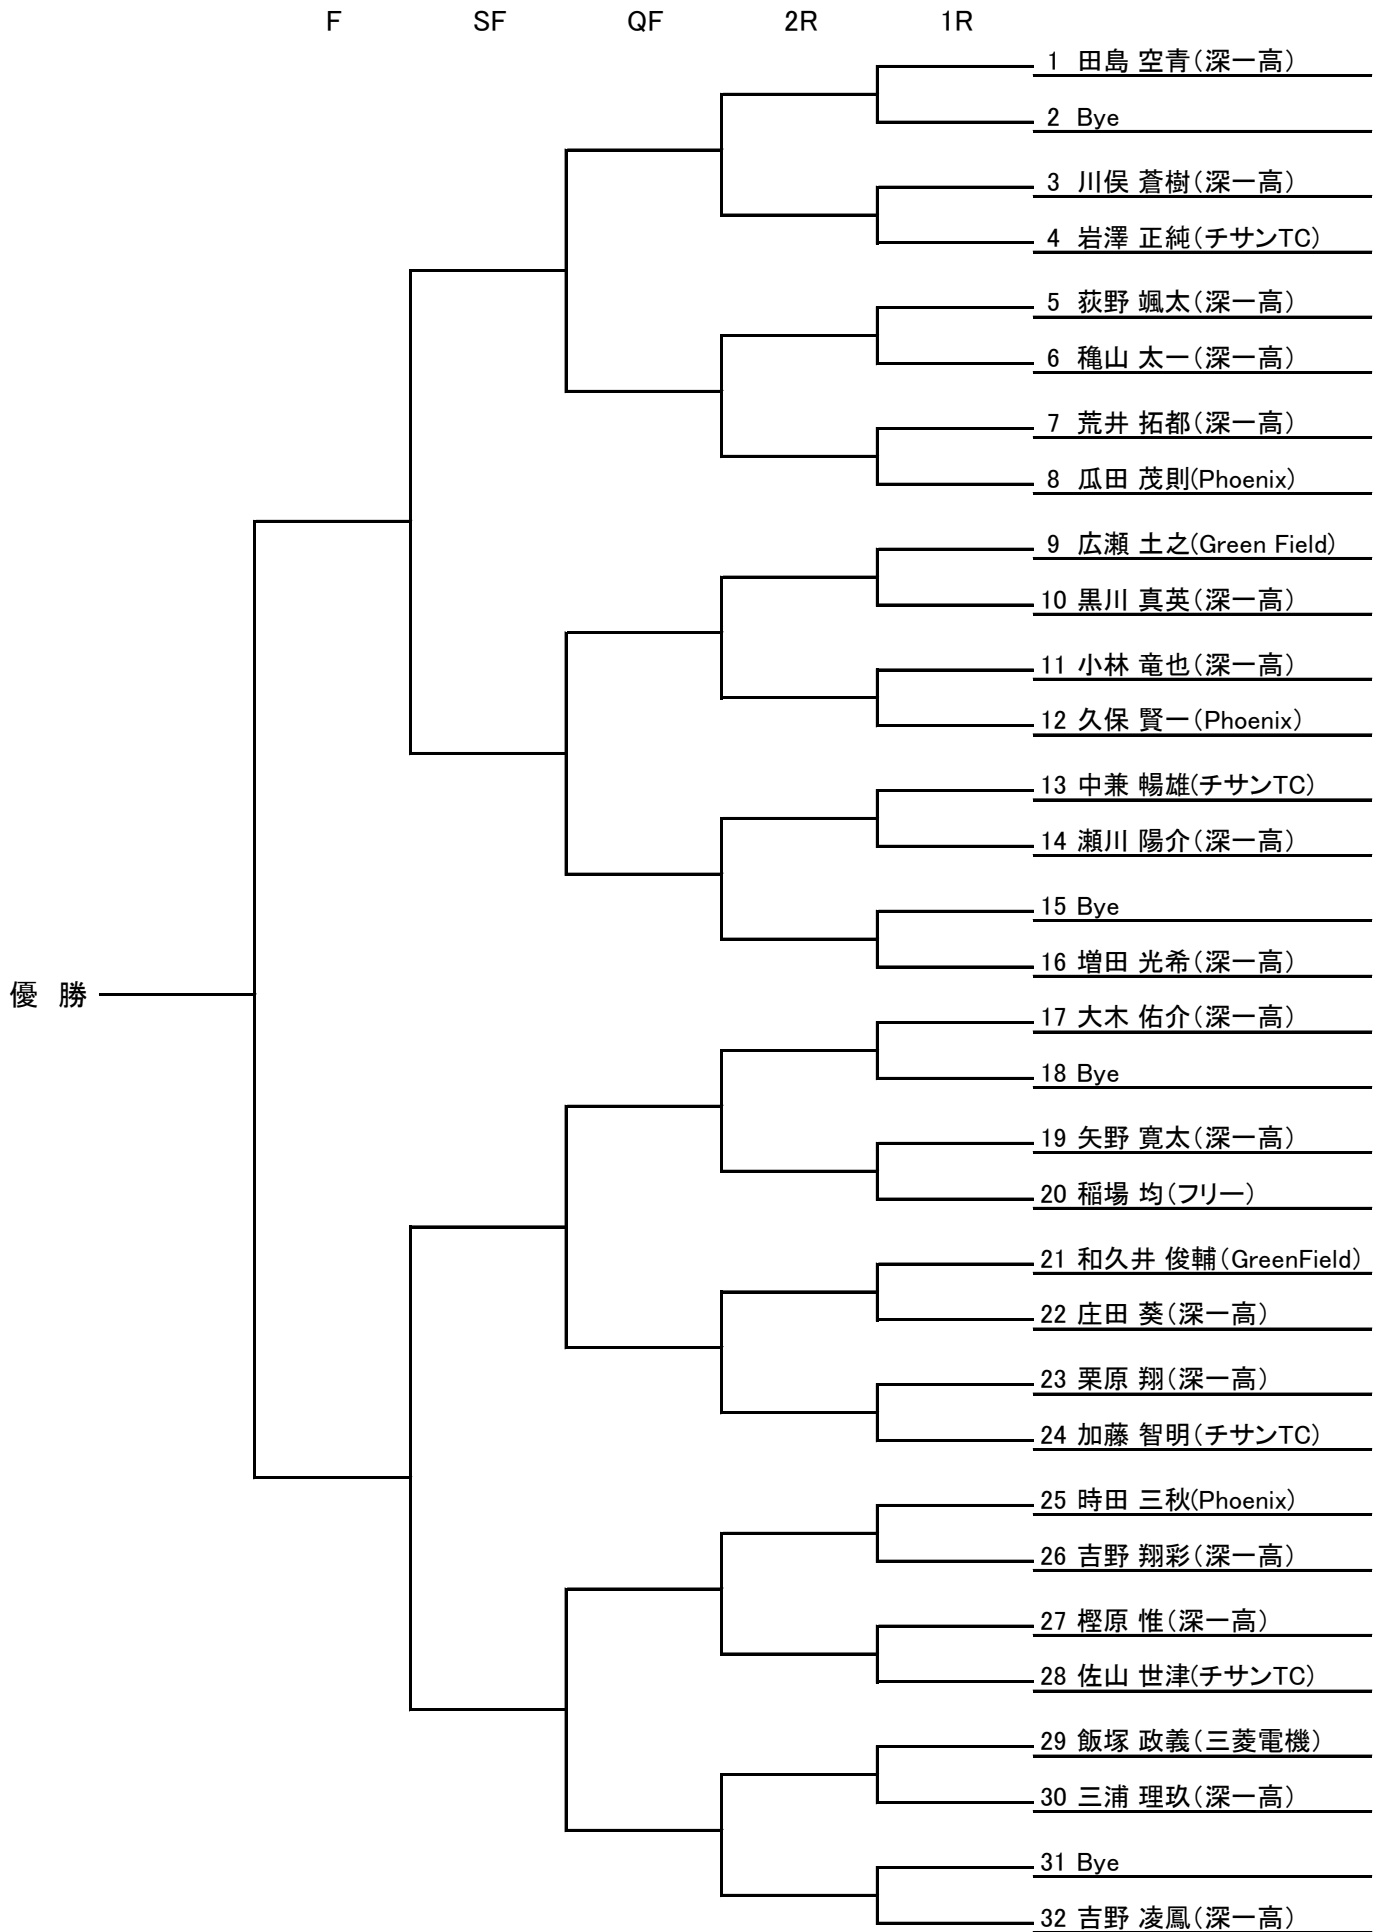 F SF QF 2R 1R
1 田島 空青（深一高）
2 Bye
3 川俣 蒼樹（深一高）
4 岩澤 正純（チサンTC）
5 荻野 颯太（深一高）
6 穐山 太一（深一高）
7 荒井 拓都（深一高）
8 瓜田 茂則(Phoenix)
9 広瀬 土之(Green Field)
10 黒川 真英（深一高）
11 小林 竜也（深一高）
12 久保 賢一（Phoenix）
13 中兼 暢雄(チサンTC)
14 瀬川 陽介（深一高）
15 Bye
16 増田 光希（深一高）
優 勝
17 大木 佑介（深一高）
18 Bye
19 矢野 寛太（深一高）
20 稲場 均（フリー）
21 和久井 俊輔（GreenField）
22 庄田 葵（深一高）
23 栗原 翔（深一高）
24 加藤 智明（チサンTC）
25 時田 三秋(Phoenix)
26 吉野 翔彩（深一高）
27 樫原 惟（深一高）
28 佐山 世津(チサンTC)
29 飯塚 政義（三菱電機）
30 三浦 理玖（深一高）
31 Bye
32 吉野 凌鳳（深一高）